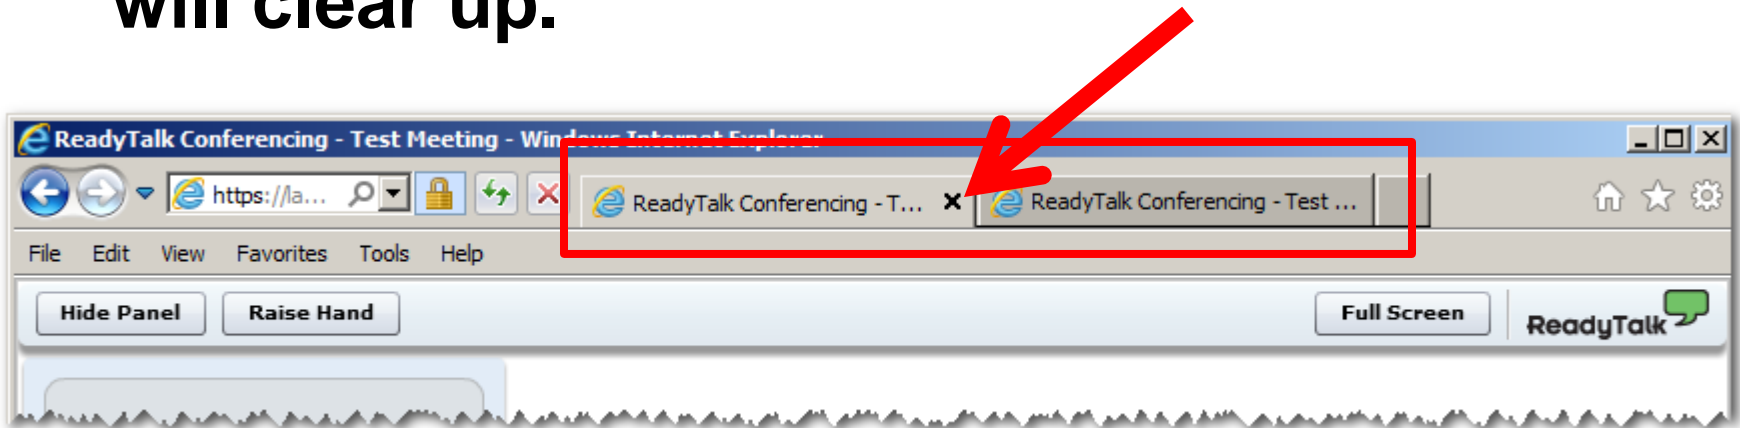 will clear up.
ReadyTalk Conferencing - Test Meeting - Windows Internet Explorer
https://la...
ReadyTalk Conferencing - T...
ReadyTalk Conferencing - Test ...
File Edit View Favorites Tools Help
Hide Panel Raise Hand Full Screen ReadyTalk